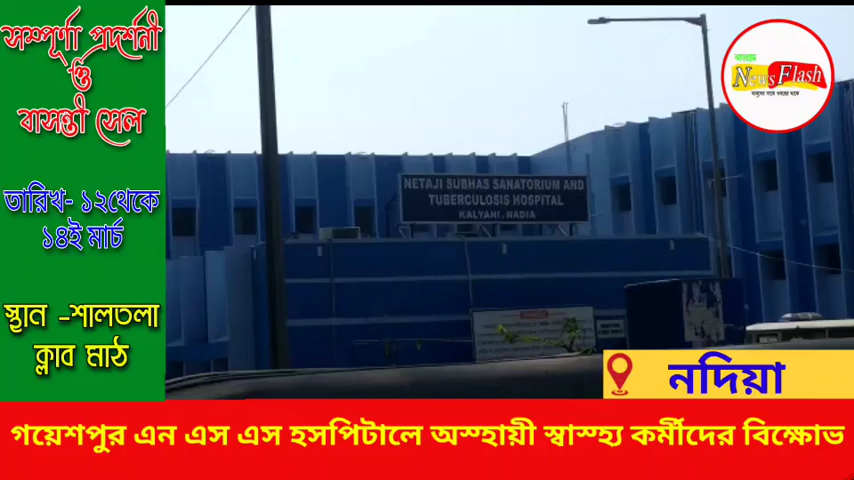 সম্পূর্ণা প্রদর্শনী
ও
বাসন্তী সেল
তারিখ- ১২থেকে
১৪ই মার্চ
স্থান -শালতলা
ক্লাব মাঠ
News Flash
মানুষের সাথে খবরের মাঝে
NETAJI SUBHAS SANATORIUM AND
TUBERCULOSIS HOSPITAL
KALYANI, NADIA
নদিয়া
গয়েশপুর এন এস এস হসপিটালে অস্হায়ী স্বাস্হ্য কর্মীদের বিক্ষোভ